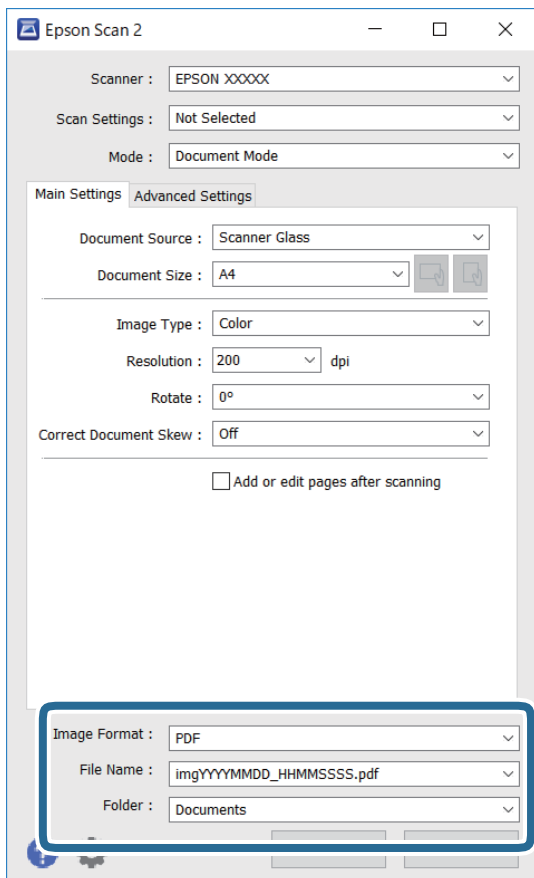 Epson Scan 2
Scanner : EPSON XXXXX
Scan Settings : Not Selected
Mode : Document Mode
Main Settings Advanced Settings
Document Source : Scanner Glass
Document Size : A4
Image Type : Color
Resolution : 200 dpi
Rotate : 0°
Correct Document Skew : Off
Add or edit pages after scanning
Image Format : PDF
File Name : imgYYYYMMDD_HHMMSSSS.pdf
Folder : Documents